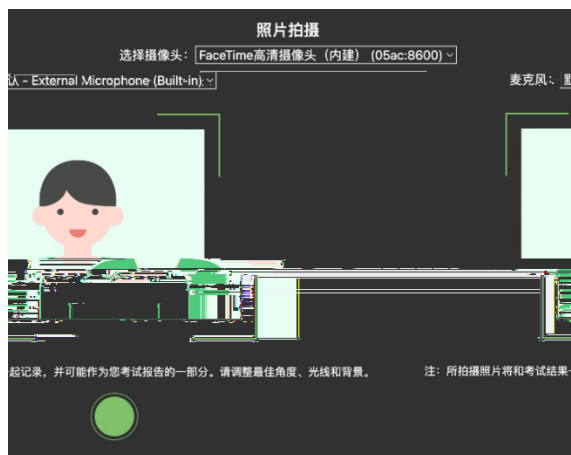 照片拍摄
选择摄像头: FaceTime高清摄像头（内建） (05ac:8600)
认 - External Microphone (Built-in)
麦克风:
起记录，并可能作为您考试报告的一部分。请调整最佳角度、光线和背景。
注: 所拍摄照片将和考试结果